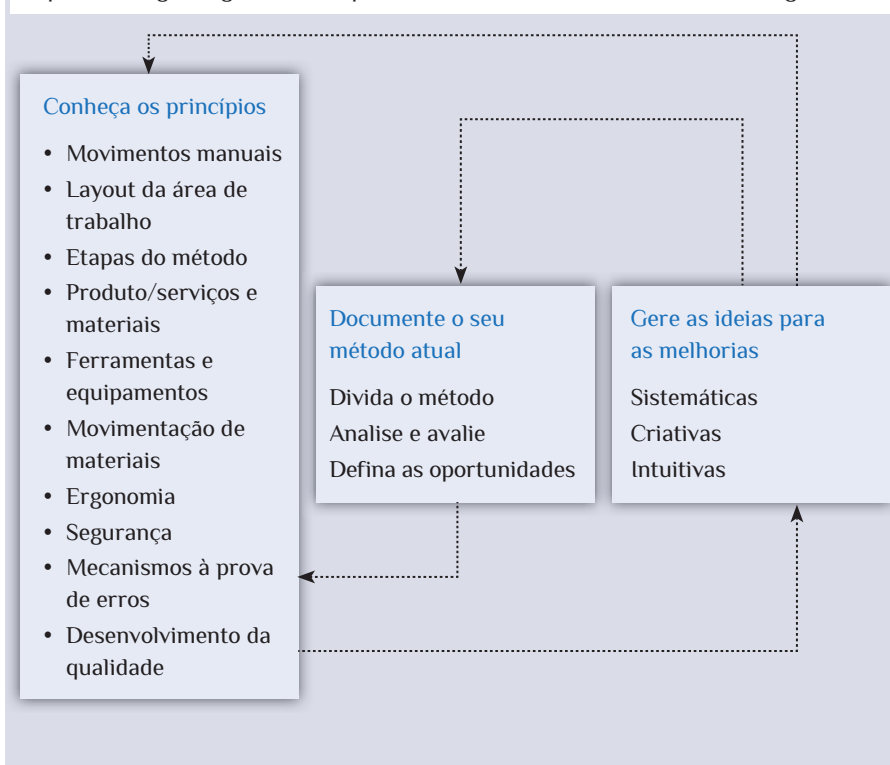 Conheça os princípios
• Movimentos manuais
• Layout da área de
trabalho
• Etapas do método
• Produto/serviços e
materiais
• Ferramentas e
equipamentos
• Movimentação de
materiais
• Ergonomia
• Segurança
• Mecanismos à prova
de erros
• Desenvolvimento da
qualidade
Documente o seu
método atual
Divida o método
Analise e avalie
Defina as oportunidades
Gere as ideias para
as melhorias
Sistemáticas
Criativas
Intuitivas